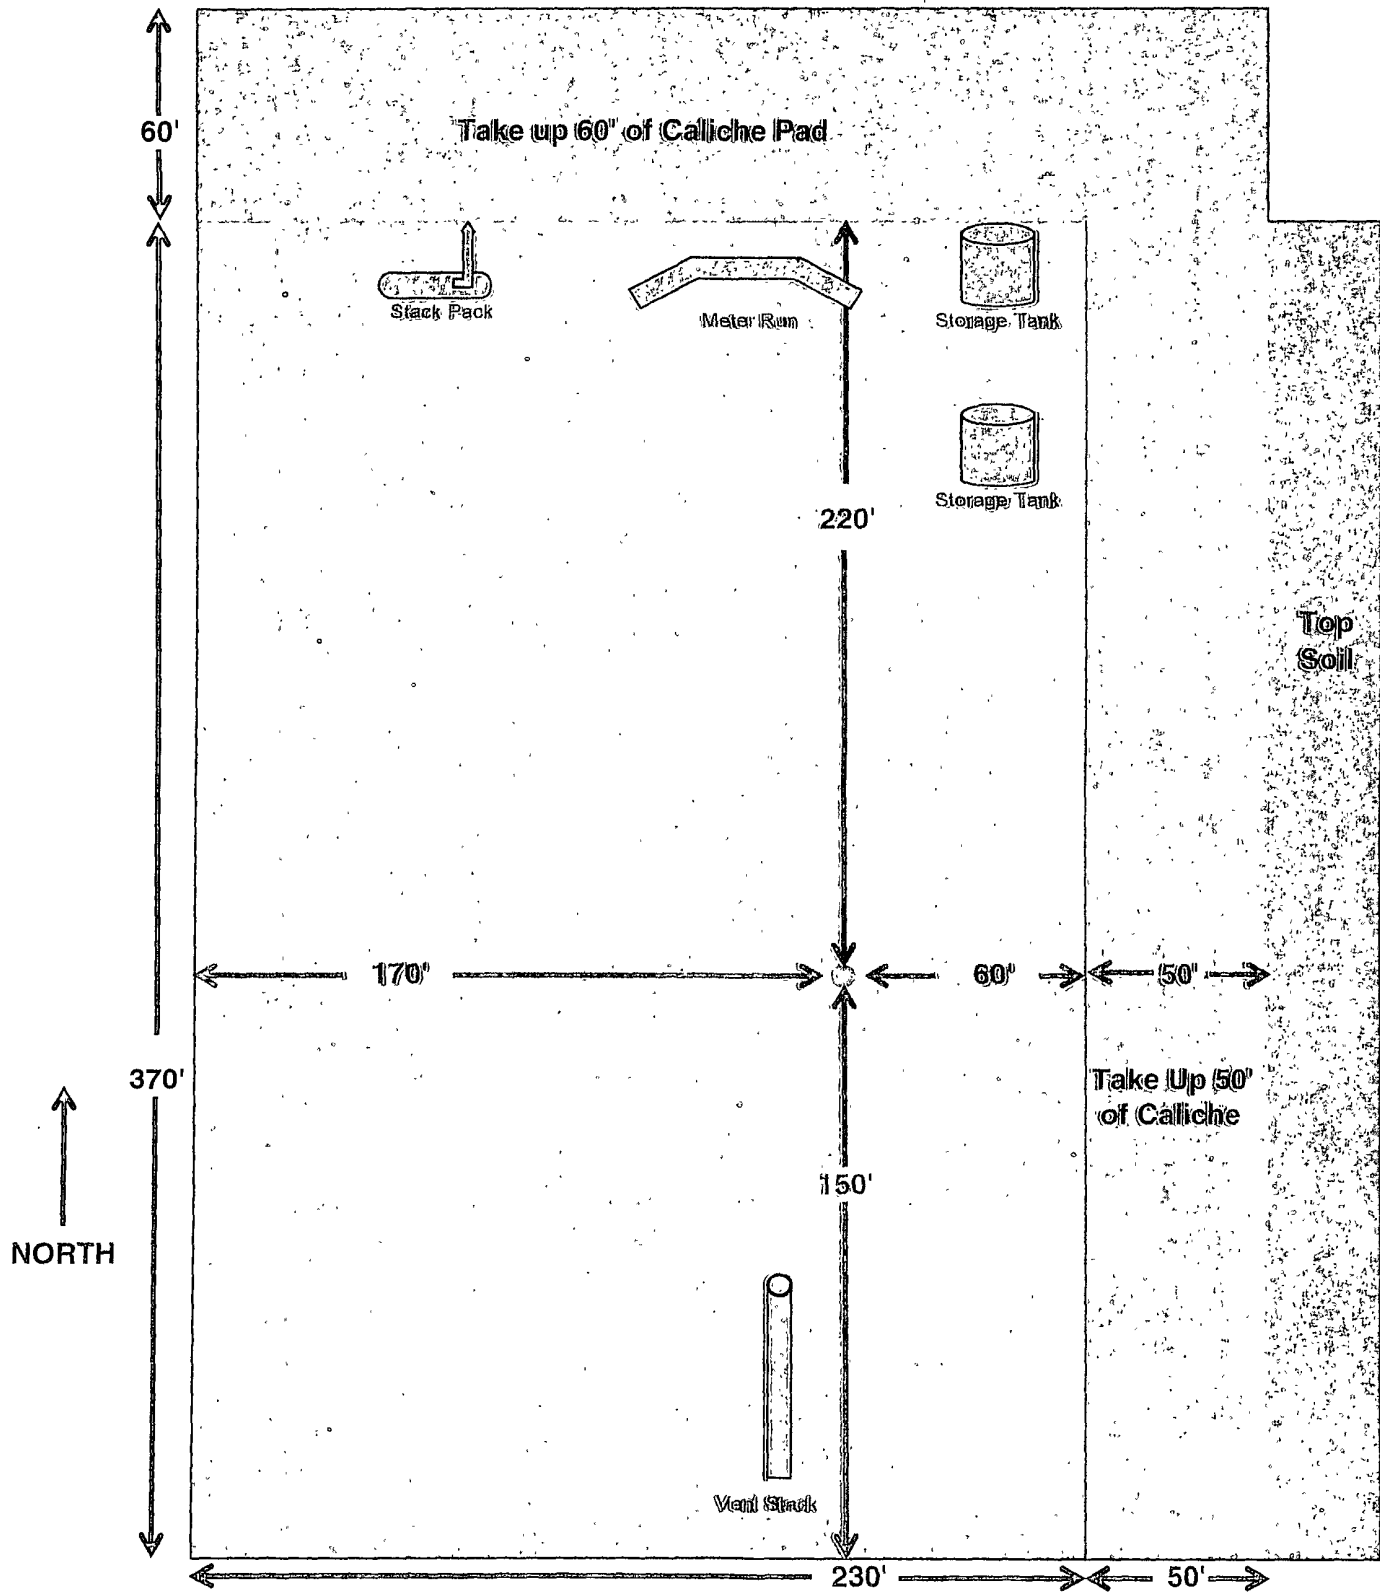 60'
Take up 60' of Caliche Pad
Stack Pack
Meter Run
Storage Tank
Storage Tank
220'
Top
Soil
170'
60'
50'
370'
Take Up 50'
of Caliche
150'
NORTH
Vent Stack
230'
50'